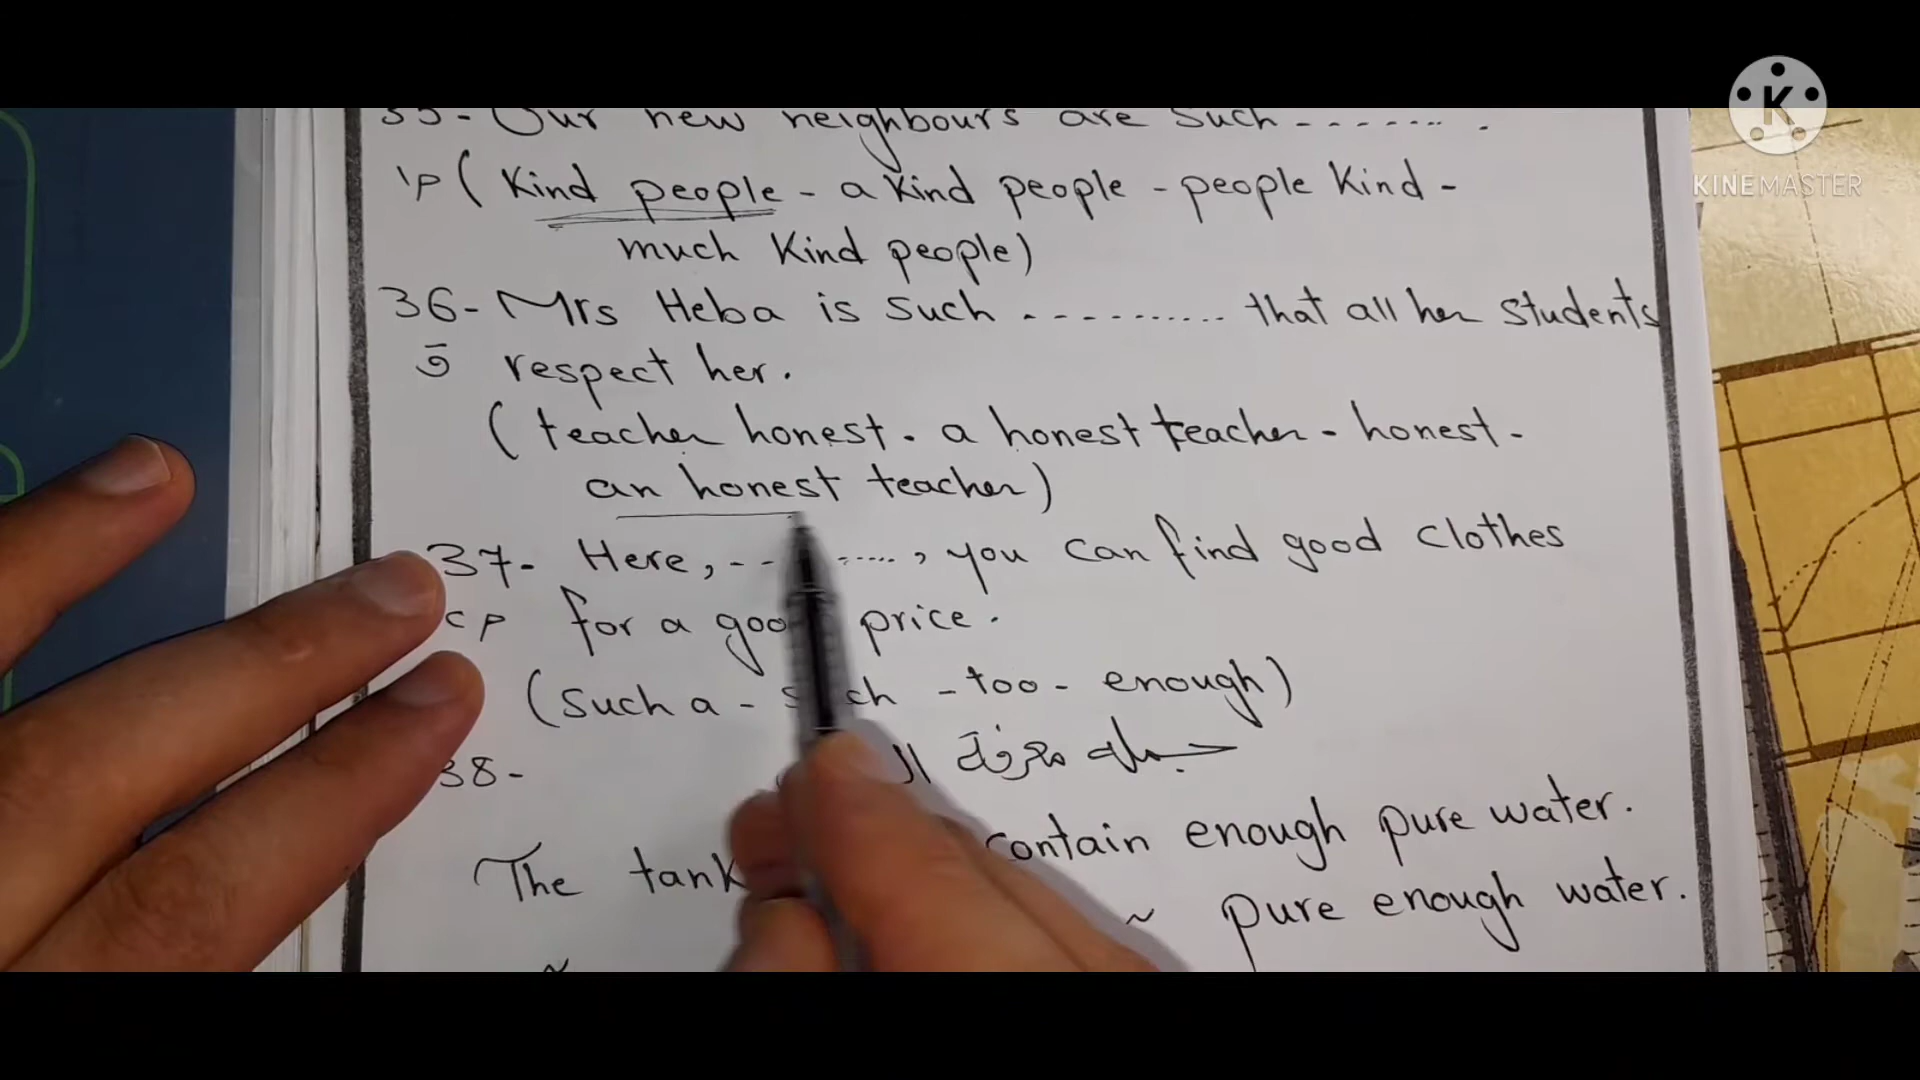 35- Our new neighbours are such ------- .
(Kind people - a kind people - people kind -
much kind people)
36- Mrs Heba is such ---------- that all her students
respect her.
(teacher honest - a honest teacher - honest -
an honest teacher)
37- Here, ........., you can find good clothes
for a good price.
(such a - such - too - enough)
38-
The tank contain enough pure water.
~ pure enough water.
~
KINEMASTER